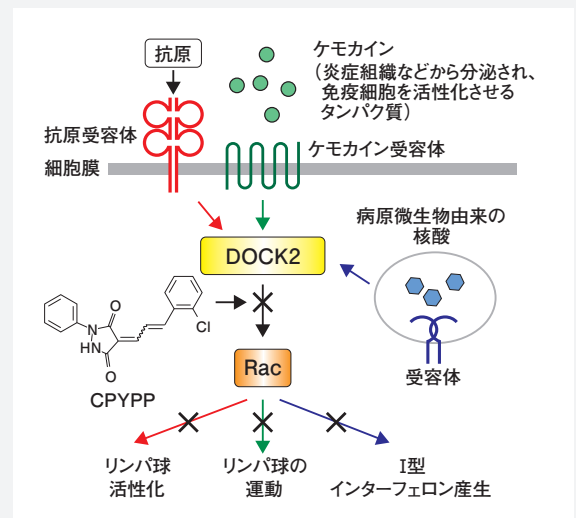 抗原
ケモカイン
(炎症組織などから分泌され、
免疫細胞を活性化させる
タンパク質)
抗原受容体
ケモカイン受容体
細胞膜
病原微生物由来の
核酸
DOCK2
O
Cl
N
HN
O
CPYPP
受容体
Rac
リンパ球
活性化
リンパ球の
運動
I型
インターフェロン産生